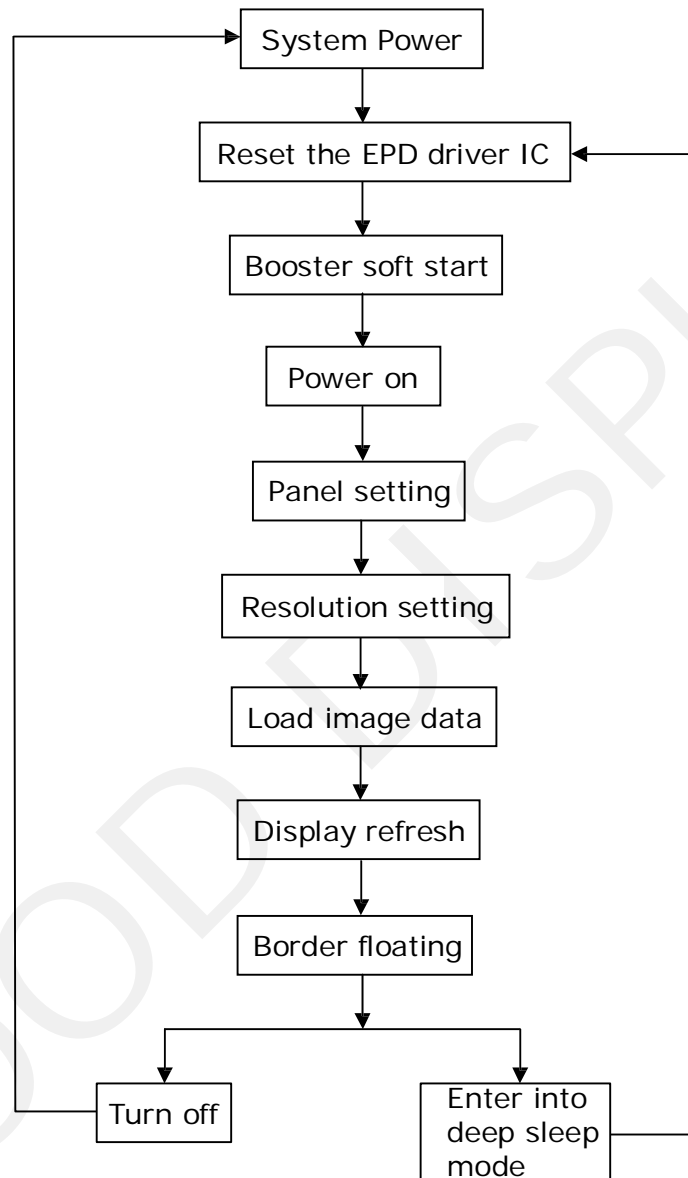 System Power
Reset the EPD driver IC
Booster soft start
Power on
Panel setting
Resolution setting
Load image data
Display refresh
Border floating
Turn off
Enter into
deep sleep
mode